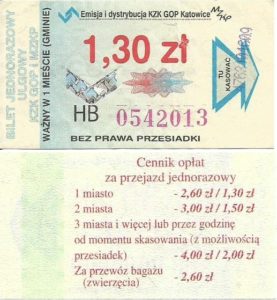 Emisja i dystrybucja KZK GOP Katowice
BILET JEDNORAZOWY
ULGOWY
KZK GOP i MZKP
WAŻNY W 1 MIEŚCIE (GMINIE)
1,30 zł
TU
KASOWAĆ
HB 0542013
BEZ PRAWA PRZESIADKI
Cennik opłat
za przejazd jednorazowy
1 miasto - 2,60 zł / 1,30 zł
2 miasta - 3,00 zł / 1,50 zł
3 miasta i więcej lub przez godzinę
od momentu skasowania (z możliwością
przesiadek) - 4,00 zł / 2,00 zł
Za przewóz bagażu
(zwierzęcia) - 2,60 zł